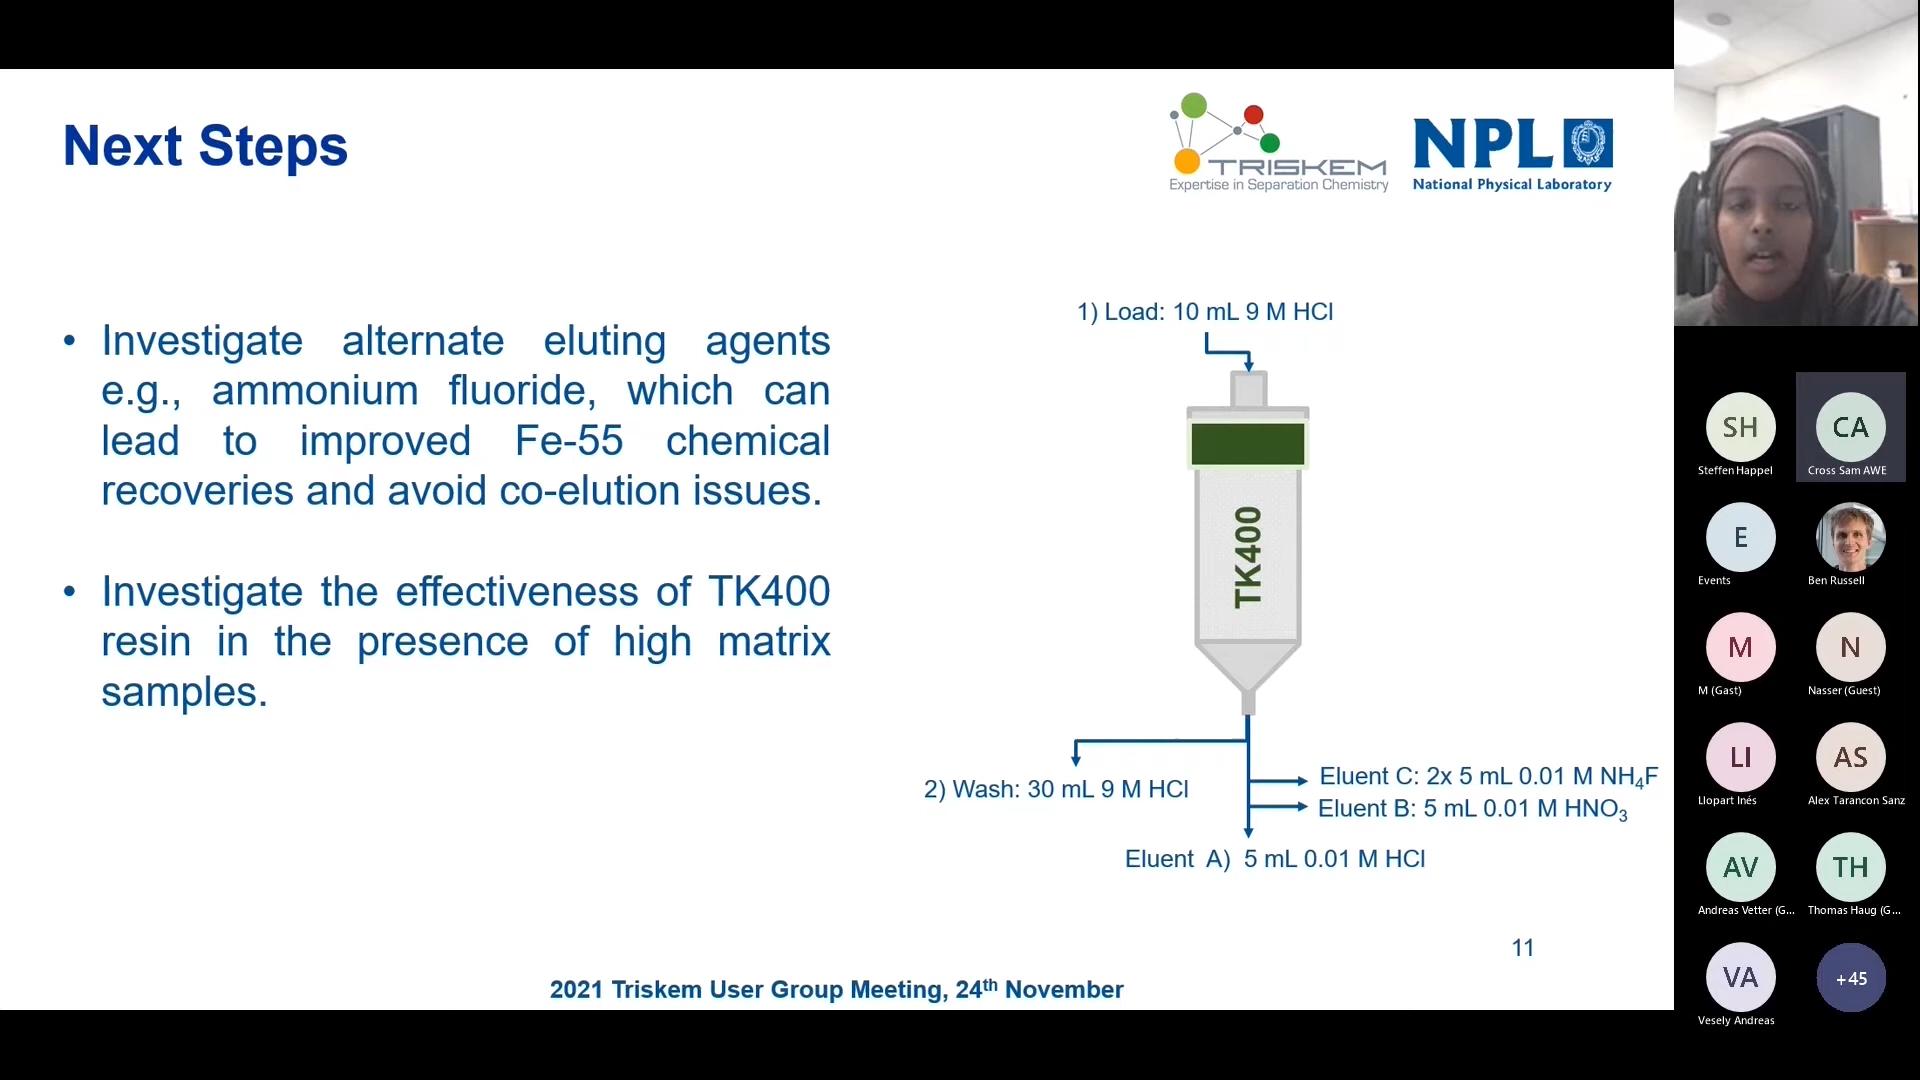 Next Steps
TRISKEM
Expertise in Separation Chemistry
NPL
National Physical Laboratory
• Investigate alternate eluting agents
e.g., ammonium fluoride, which can
lead to improved Fe-55 chemical
recoveries and avoid co-elution issues.
• Investigate the effectiveness of TK400
resin in the presence of high matrix
samples.
1) Load: 10 mL 9 M HCl
TK400
2) Wash: 30 mL 9 M HCl
Eluent C: 2x 5 mL 0.01 M NH₄F
Eluent B: 5 mL 0.01 M HNO₃
Eluent A) 5 mL 0.01 M HCl
11
2021 Triskem User Group Meeting, 24th November
SH
Steffen Happel
CA
Cross Sam AWE
E
Events
Ben Russell
M
M (Gast)
N
Nasser (Guest)
LI
Llopart Inés
AS
Alex Tarancon Sanz
AV
Andreas Vetter (G...
TH
Thomas Haug (G...
VA
Vesely Andreas
+45